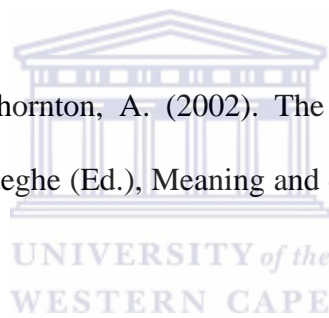 hornton, A. (2002). The
eghe (Ed.), Meaning and
UNIVERSITY of the
WESTERN CAPE